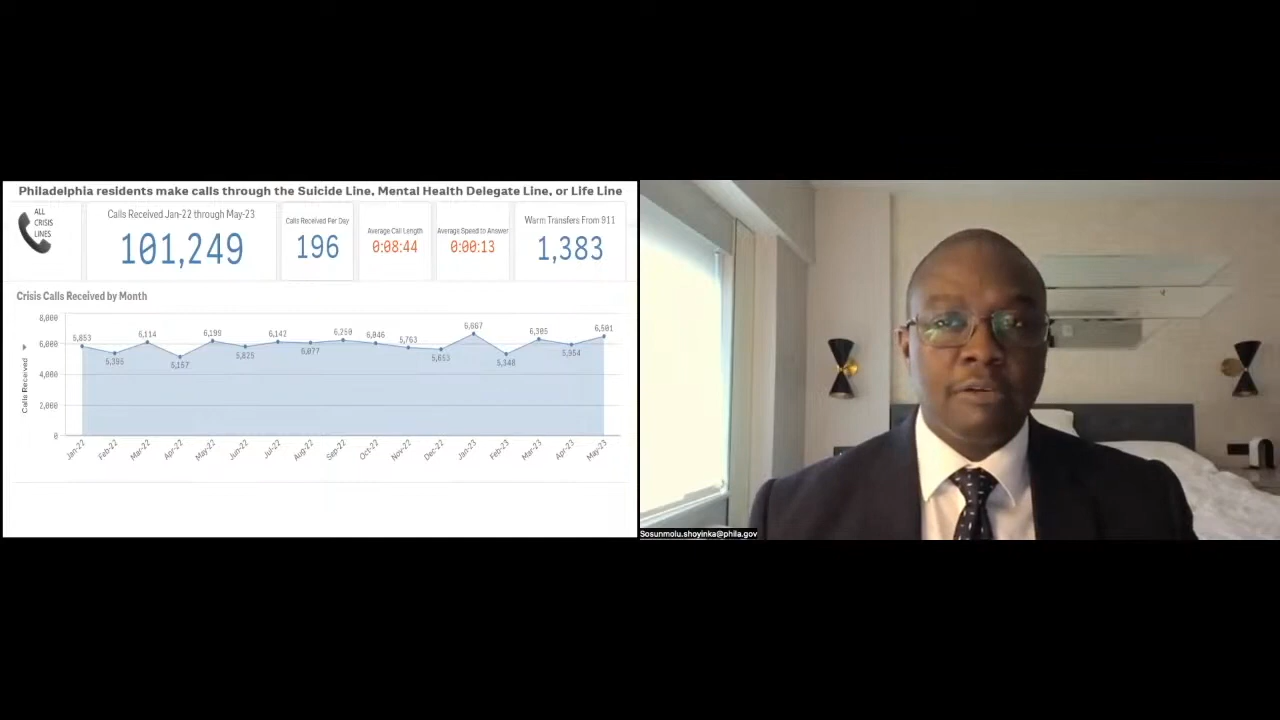 Philadelphia residents make calls through the Suicide Line, Mental Health Delegate Line, or Life Line
ALL
CRISIS
LINES
Calls Received Jan-22 through May-23
101,249
Calls Received Per Day
196
Average Call Length
0:08:44
Average Speed to Answer
0:00:13
Warm Transfers From 911
1,383
Crisis Calls Received by Month
Calls Received
8,000
6,000
4,000
2,000
0
5,853
5,395
6,114
5,157
6,199
5,825
6,142
6,077
6,250
6,046
5,763
5,653
6,667
5,348
6,305
5,954
6,501
Jan-22
Feb-22
Mar-22
Apr-22
May-22
Jun-22
Jul-22
Aug-22
Sep-22
Oct-22
Nov-22
Dec-22
Jan-23
Feb-23
Mar-23
Apr-23
May-23
Sosunmolu.shoyinka@phila.gov